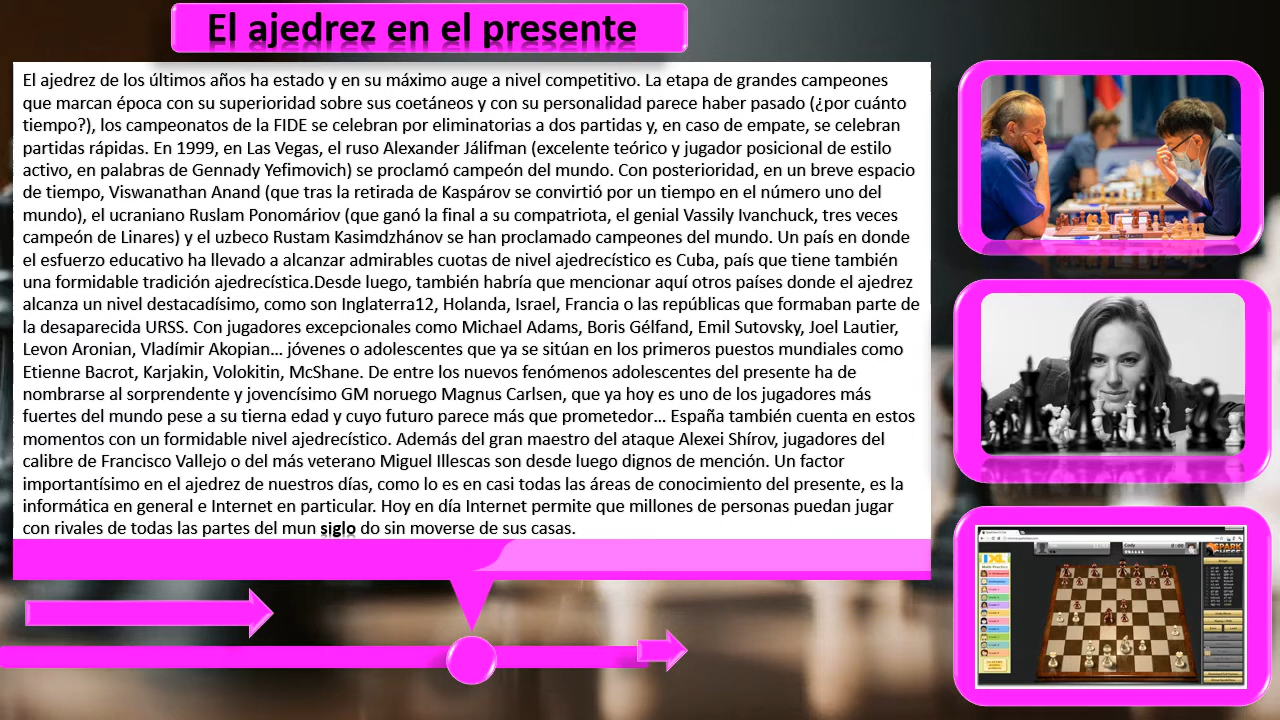 El ajedrez en el presente
El ajedrez de los últimos años ha estado y en su máximo auge a nivel competitivo. La etapa de grandes campeones
que marcan época con su superioridad sobre sus coetáneos y con su personalidad parece haber pasado (¿por cuánto
tiempo?), los campeonatos de la FIDE se celebran por eliminatorias a dos partidas y, en caso de empate, se celebran
partidas rápidas. En 1999, en Las Vegas, el ruso Alexander Jálifman (excelente teórico y jugador posicional de estilo
activo, en palabras de Gennady Yefimovich) se proclamó campeón del mundo. Con posterioridad, en un breve espacio
de tiempo, Viswanathan Anand (que tras la retirada de Kaspárov se convirtió por un tiempo en el número uno del
mundo), el ucraniano Ruslam Ponomáriov (que ganó la final a su compatriota, el genial Vassily Ivanchuck, tres veces
campeón de Linares) y el uzbeco Rustam han proclamado campeones del mundo. Un país en donde
el esfuerzo educativo ha llevado a alcanzar admirables cuotas de nivel ajedrecístico es Cuba, país que tiene también
una formidable tradición ajedrecística.Desde luego, también habría que mencionar aquí otros países donde el ajedrez
alcanza un nivel destacadísimo, como son Inglaterra12, Holanda, Israel, Francia o las repúblicas que formaban parte de
la desaparecida URSS. Con jugadores excepcionales como Michael Adams, Boris Gélfand, Emil Sutovsky, Joel Lautier,
Levon Aronian, Vladímir Akopian… jóvenes o adolescentes que ya se sitúan en los primeros puestos mundiales como
Etienne Bacrot, Karjakin, Volokitin, McShane. De entre los nuevos fenómenos adolescentes del presente ha de
nombrarse al sorprendente y jovencísimo GM noruego Magnus Carlsen, que ya hoy es uno de los jugadores más
fuertes del mundo pese a su tierna edad y cuyo futuro parece más que prometedor… España también cuenta en estos
momentos con un formidable nivel ajedrecístico. Además del gran maestro del ataque Alexei Shírov, jugadores del
calibre de Francisco Vallejo o del más veterano Miguel Illescas son desde luego dignos de mención. Un factor
importantísimo en el ajedrez de nuestros días, como lo es en casi todas las áreas de conocimiento del presente, es la
informática en general e Internet en particular. Hoy en día Internet permite que millones de personas puedan jugar
con rivales de todas las partes del mun siglo do sin moverse de sus casas.